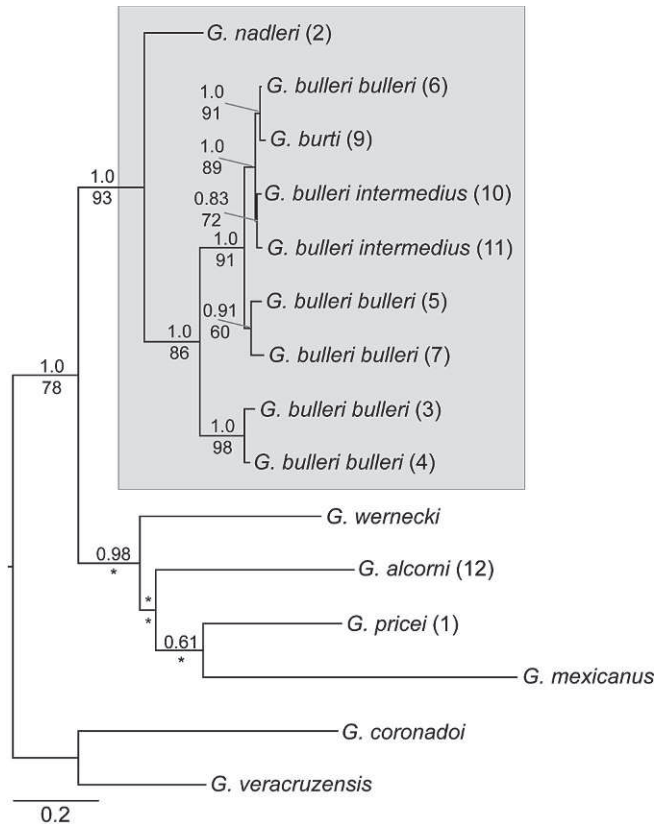 G. nadleri (2)
1.0
91
G. bulleri bulleri (6)
G. burti (9)
1.0
89
1.0
93
0.83
72
G. bulleri intermedius (10)
1.0
91
G. bulleri intermedius (11)
0.91
60
G. bulleri bulleri (5)
1.0
86
G. bulleri bulleri (7)
1.0
78
G. bulleri bulleri (3)
1.0
98
G. bulleri bulleri (4)
G. wernecki
0.98
*
G. alcorni (12)
*
*
G. pricei (1)
0.61
*
G. mexicanus
G. coronadoi
G. veracruzensis
0.2